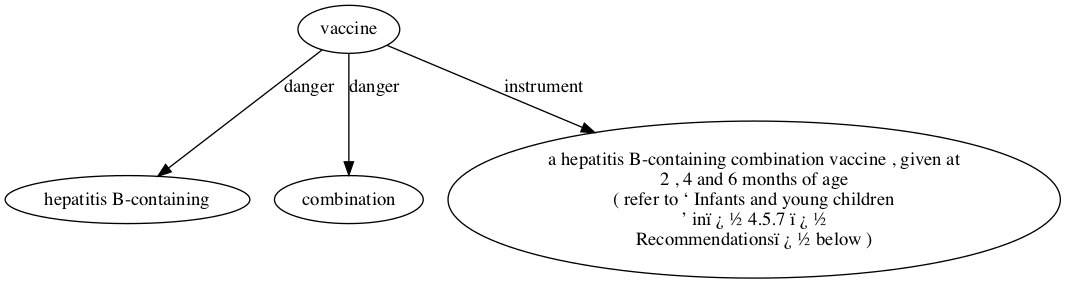 vaccine
danger
danger
instrument
hepatitis B-containing
combination
a hepatitis B-containing combination vaccine , given at
2 , 4 and 6 months of age
( refer to ‘ Infants and young children
’ inï ¿ ½ 4.5.7 ï ¿ ½
Recommendationsï ¿ ½ below )